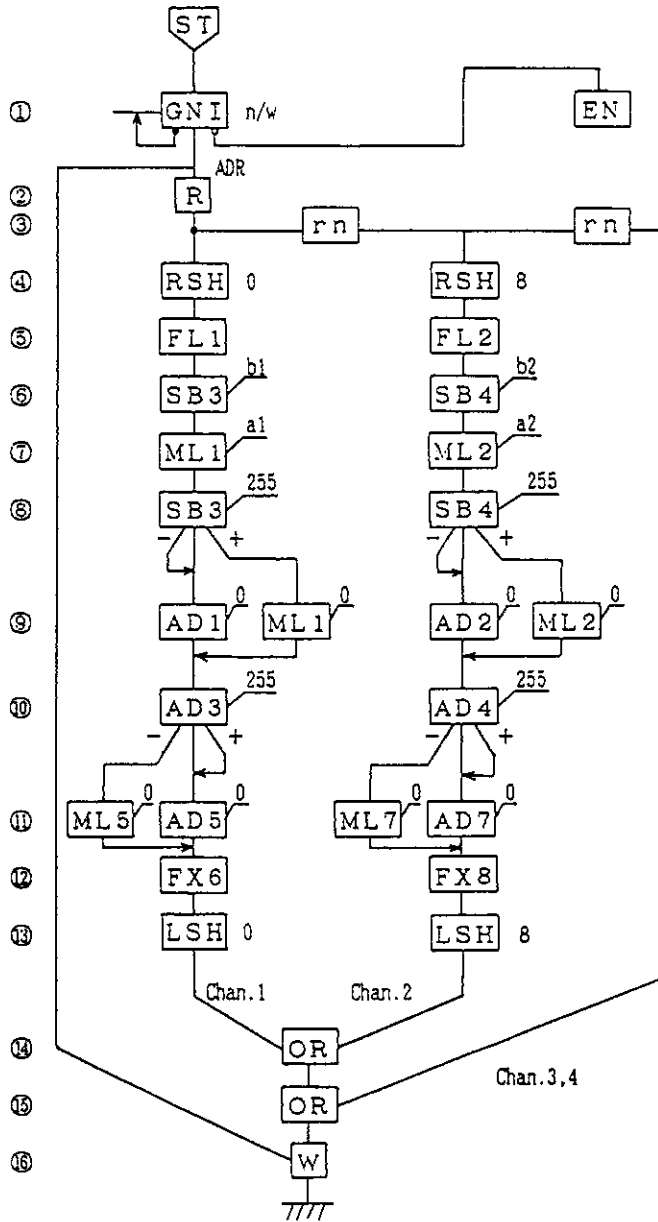 ST
① GNI n/w EN
ADR
② R
③ rn rn
④ RSH 0 RSH 8
⑤ FL1 FL2
⑥ SB3 b1 SB4 b2
⑦ ML1 a1 ML2 a2
⑧ SB3 255 SB4 255
- + - +
⑨ AD1 0 ML1 0 AD2 0 ML2 0
⑩ AD3 255 AD4 255
- + - +
⑪ ML5 0 AD5 0 ML7 0 AD7 0
⑫ FX6 FX8
⑬ LSH 0 LSH 8
Chan.1 Chan.2
⑭ OR
Chan.3,4
⑮ OR
⑯ W